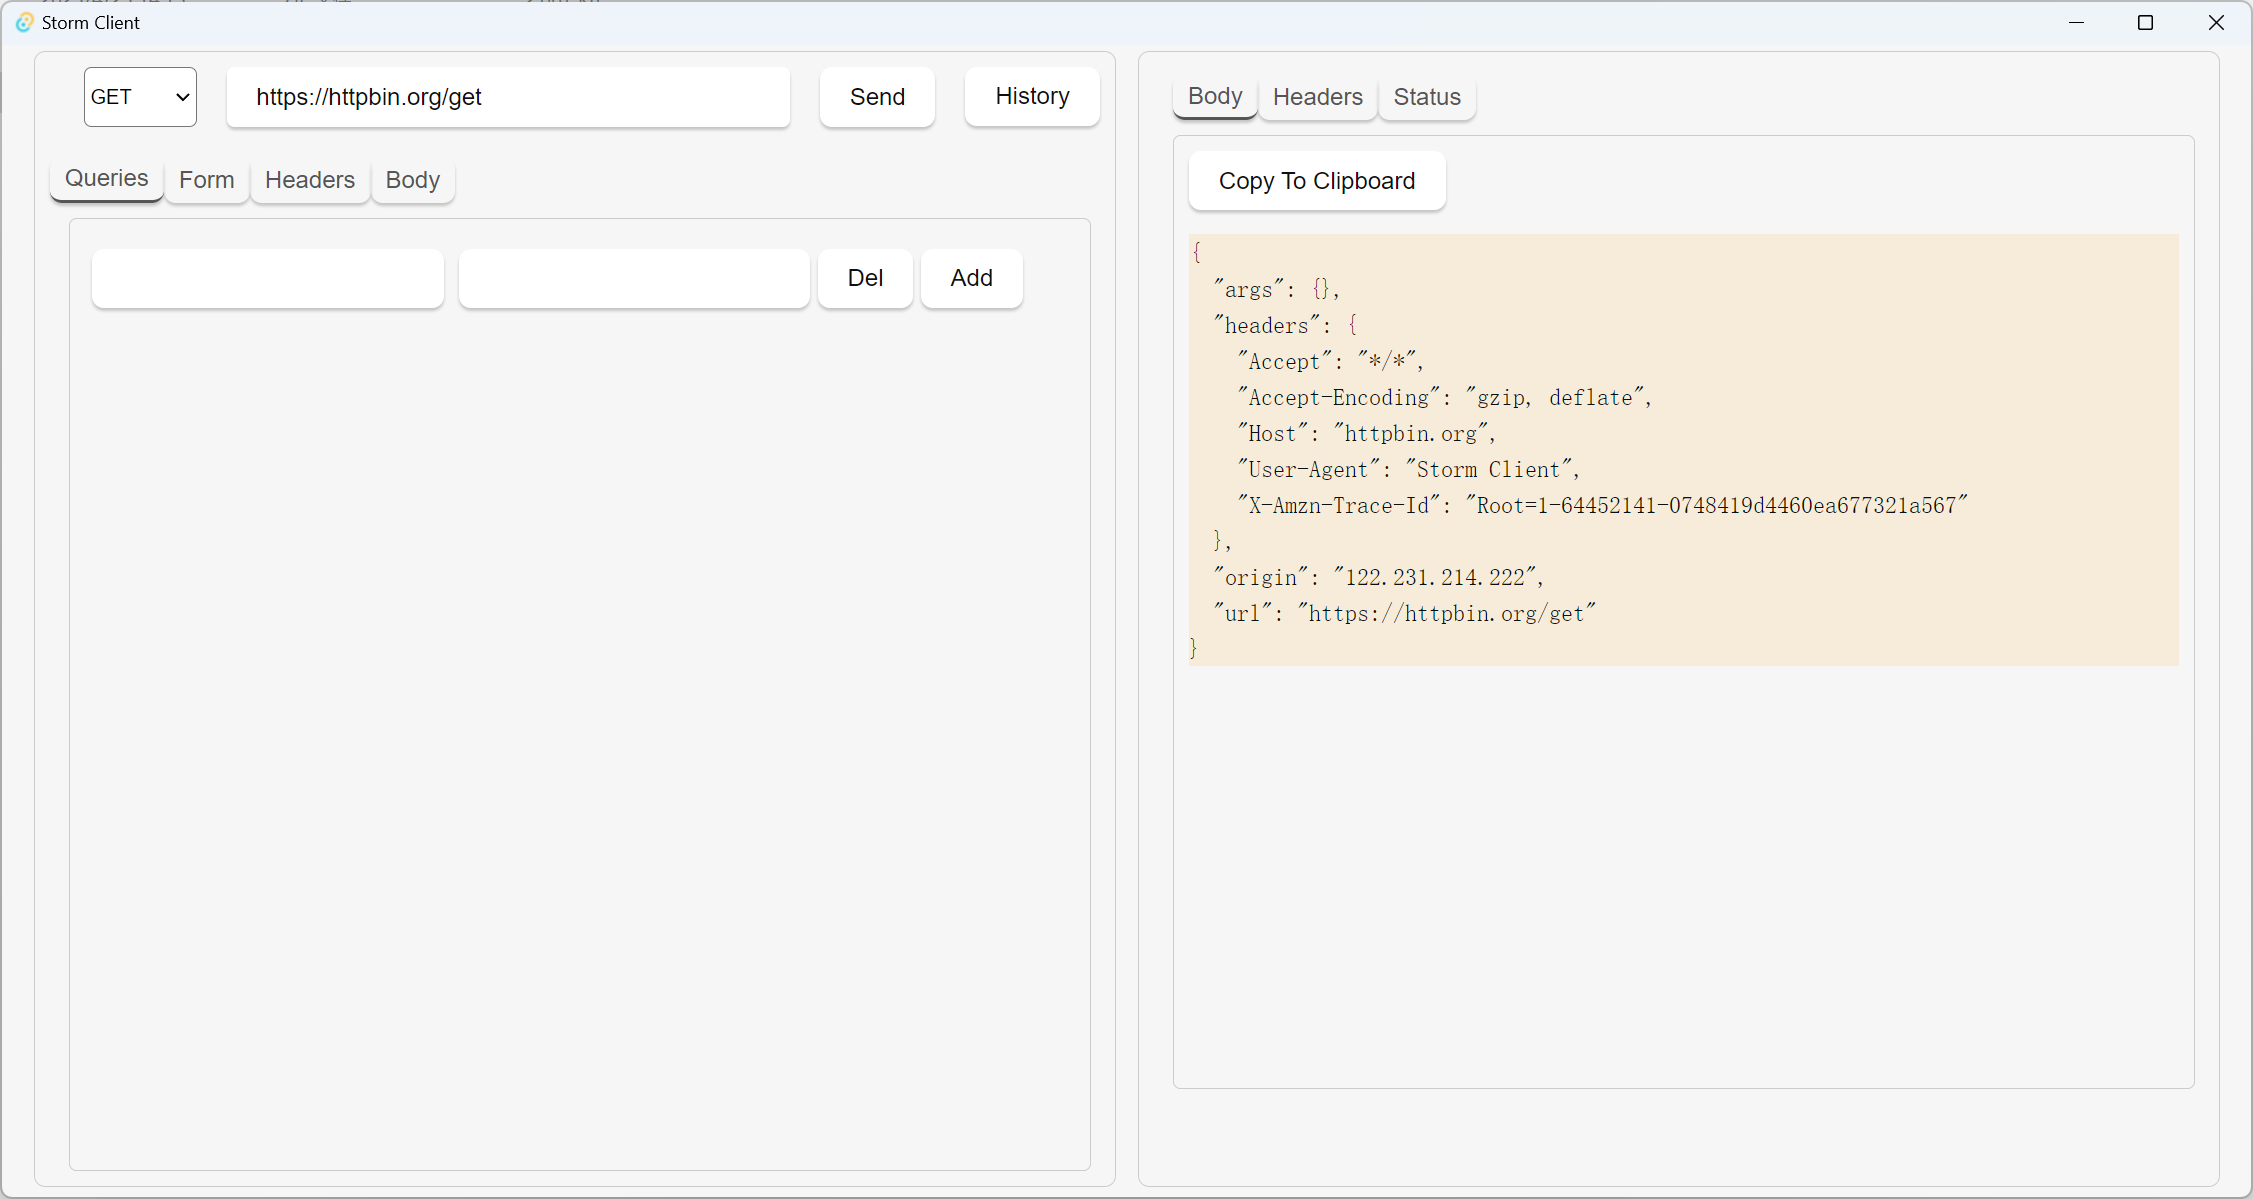 Storm Client
GET https://httpbin.org/get Send History
Queries Form Headers Body
Del Add
Body Headers Status
Copy To Clipboard
{
  "args": {},
  "headers": {
    "Accept": "*/*",
    "Accept-Encoding": "gzip, deflate",
    "Host": "httpbin.org",
    "User-Agent": "Storm Client",
    "X-Amzn-Trace-Id": "Root=1-64452141-0748419d4460ea677321a567"
  },
  "origin": "122.231.214.222",
  "url": "https://httpbin.org/get"
}